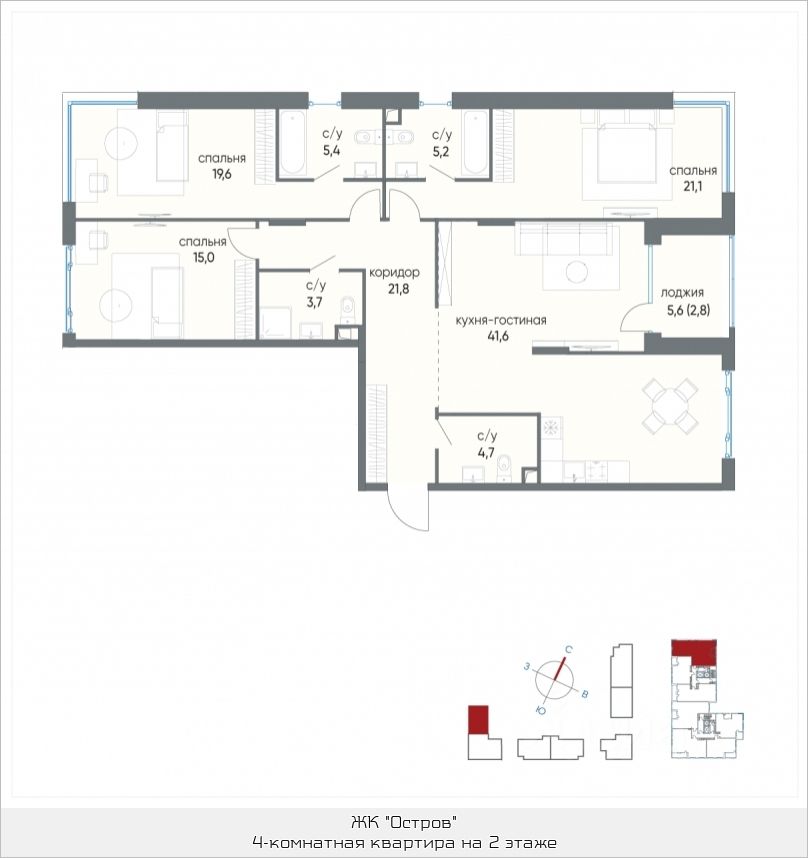 с/у
5,4
с/у
5,2
спальня
19,6
спальня
21,1
спальня
15,0
с/у
3,7
коридор
21,8
кухня-гостиная
41,6
лоджия
5,6 (2,8)
с/у
4,7
С
З
В
Ю
ЖК "Остров"
4-комнатная квартира на 2 этаже